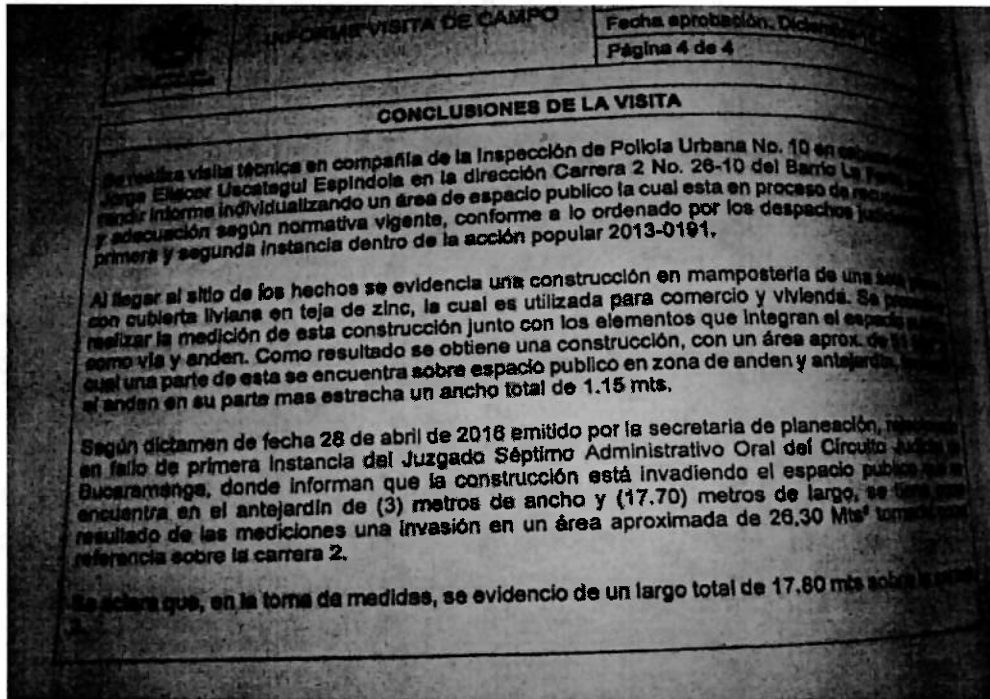 INFORME VISITA DE CAMPO
Fecha aprobación. Diciembre
Página 4 de 4
CONCLUSIONES DE LA VISITA
Se realiza visita técnica en compañía de la Inspección de Policía Urbana No. 10 en
Jorge Eliecer Uscategui Espindola en la dirección Carrera 2 No. 26-10 del Barrio La
rendir informe individualizando un área de espacio publico la cual esta en proceso de
y adecuación según normativa vigente, conforme a lo ordenado por los despachos
primera y segunda instancia dentro de la acción popular 2013-0191.
Al llegar al sitio de los hechos se evidencia una construcción en mampostería de una
con cubierta liviana en teja de zinc, la cual es utilizada para comercio y vivienda. Se
realizar la medición de esta construcción junto con los elementos que integran el espacio
como vía y anden. Como resultado se obtiene una construcción, con un área aprox. de
cual una parte de esta se encuentra sobre espacio publico en zona de anden y antejardín,
el anden en su parte mas estrecha un ancho total de 1.15 mts.
Según dictamen de fecha 28 de abril de 2016 emitido por la secretaria de planeación,
en fallo de primera instancia del Juzgado Séptimo Administrativo Oral del Circuito
Bucaramanga, donde informan que la construcción está invadiendo el espacio publico
encuentra en el antejardín de (3) metros de ancho y (17.70) metros de largo, se
resultado de las mediciones una invasión en un área aproximada de 26,30 Mts²
referencia sobre la carrera 2.
Se aclara que, en la toma de medidas, se evidencio de un largo total de 17.80 mts sobre